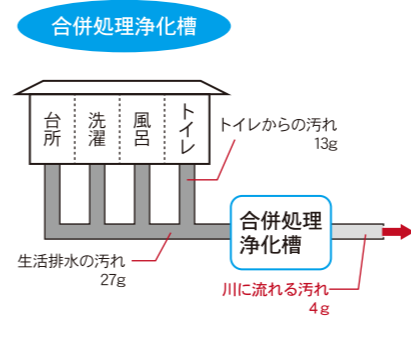 合併処理浄化槽
台所
洗濯
風呂
トイレ
トイレからの汚れ
13g
合併処理
浄化槽
生活排水の汚れ
27g
川に流れる汚れ
4g